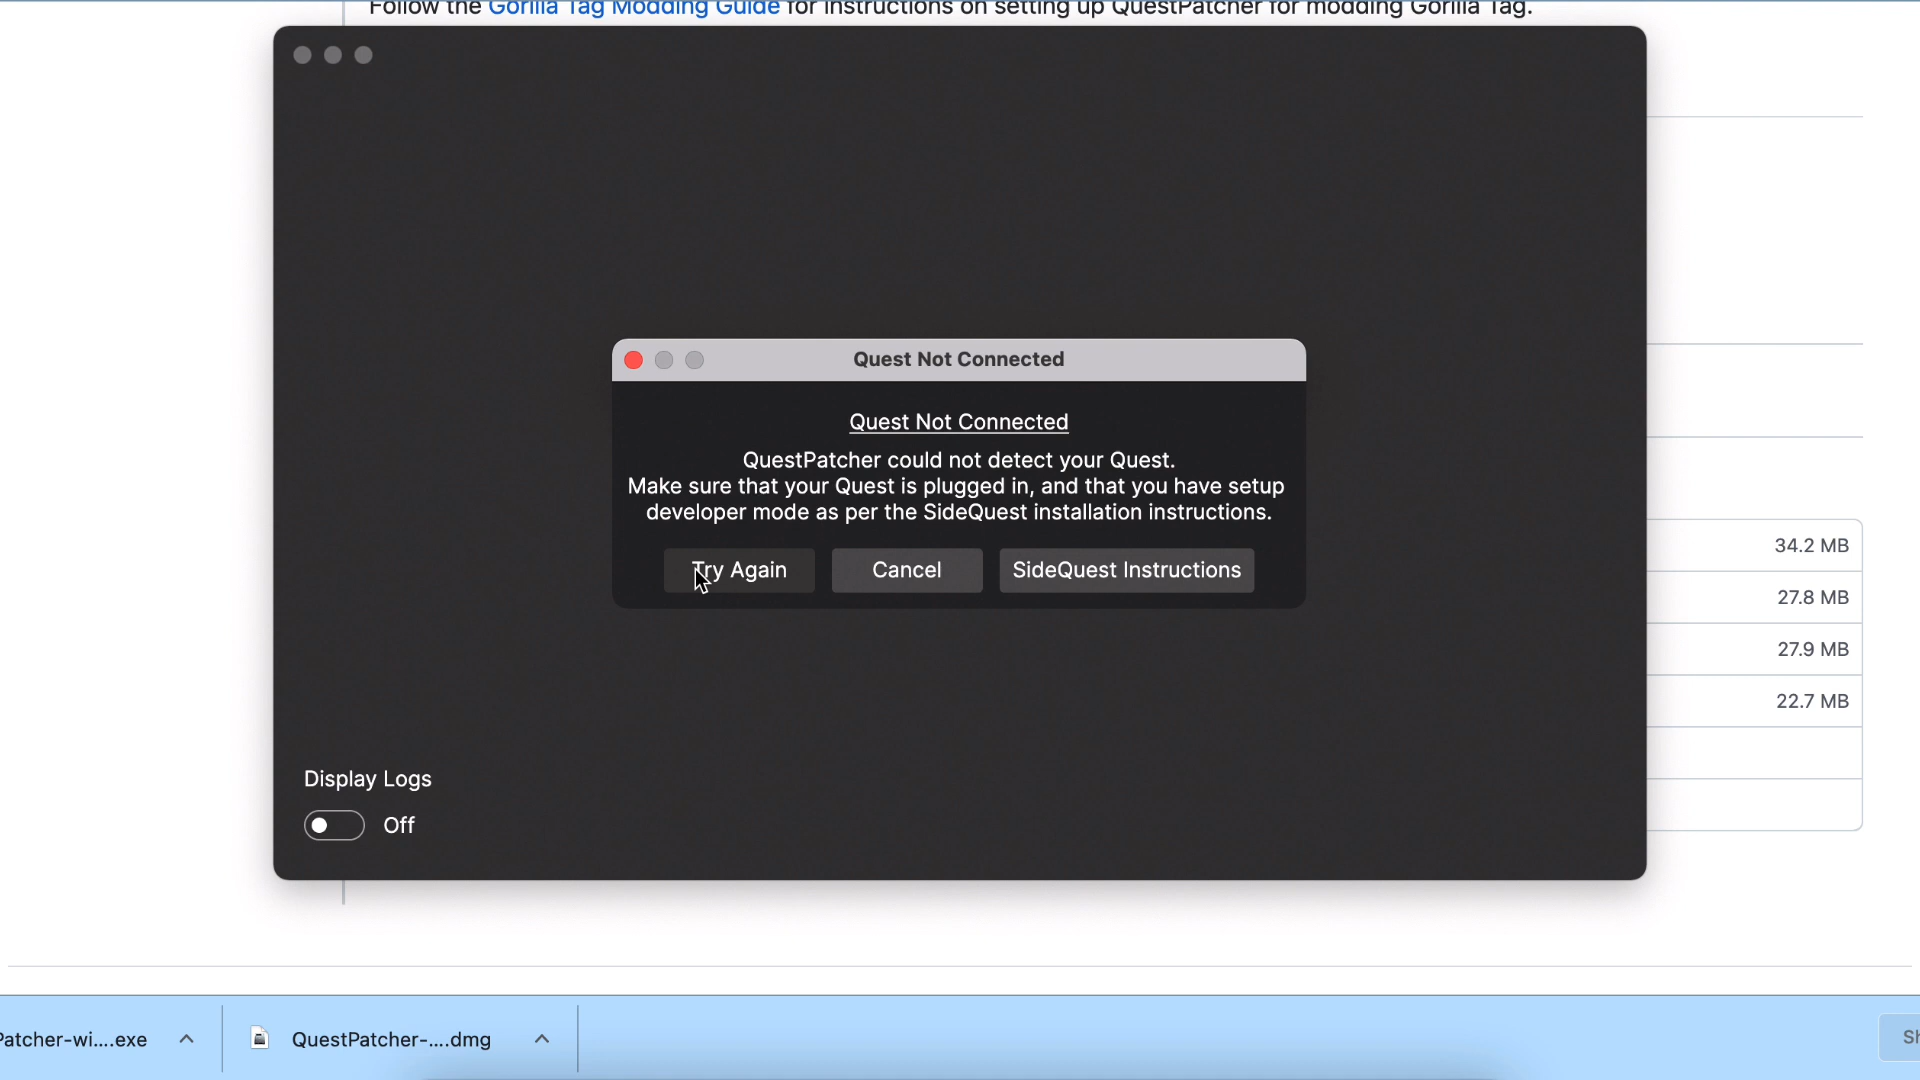 Follow the Gorilla Tag Modding Guide for instructions on setting up QuestPatcher for modding Gorilla Tag.
Quest Not Connected
Quest Not Connected
QuestPatcher could not detect your Quest.
Make sure that your Quest is plugged in, and that you have setup
developer mode as per the SideQuest installation instructions.
Try Again
Cancel
SideQuest Instructions
34.2 MB
27.8 MB
27.9 MB
22.7 MB
Display Logs
Off
Patcher-wi....exe
QuestPatcher-....dmg